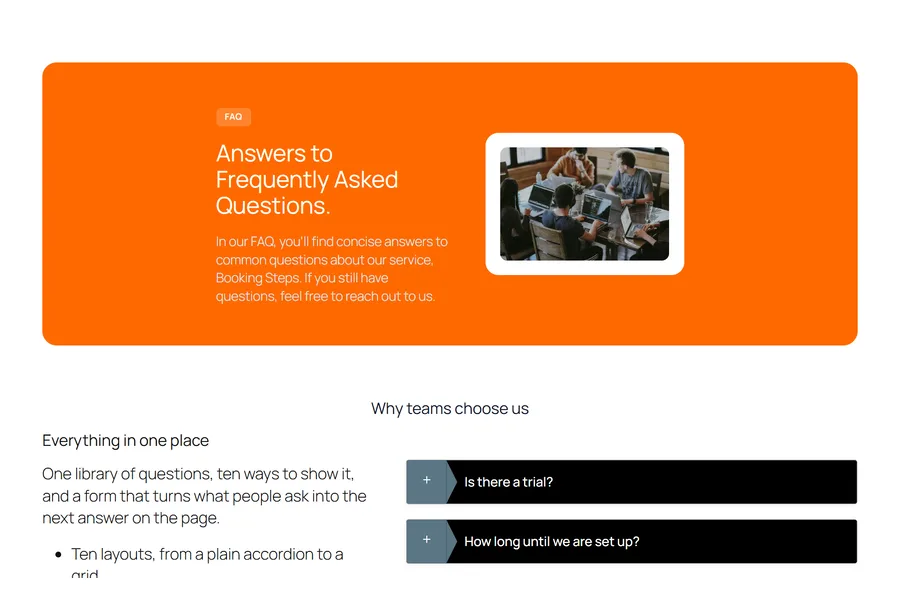 FAQ
Answers to
Frequently Asked
Questions.
In our FAQ, you'll find concise answers to
common questions about our service,
Booking Steps. If you still have
questions, feel free to reach out to us.
Why teams choose us
Everything in one place
One library of questions, ten ways to show it,
and a form that turns what people ask into the
next answer on the page.
• Ten layouts, from a plain accordion to a
grid
+ Is there a trial?
+ How long until we are set up?